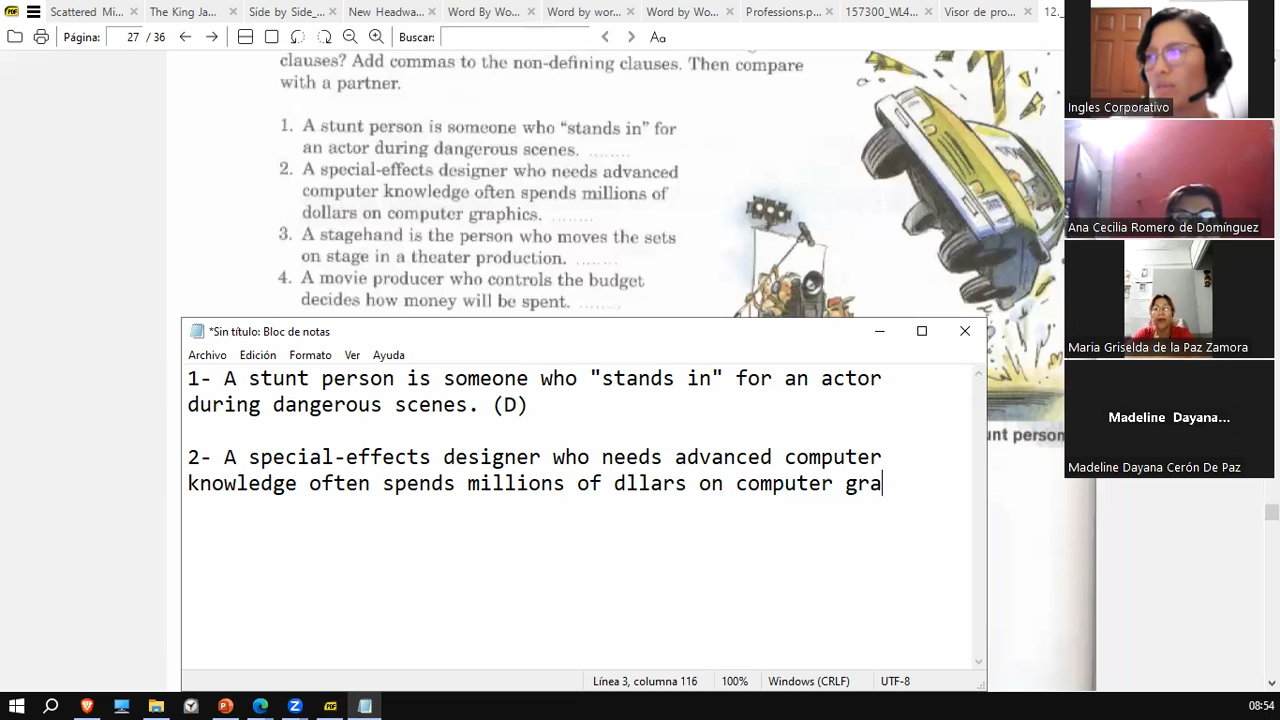 Scattered Mi...
The King Ja...
Side by Side_...
New Headwa...
Word By Wo...
Word by wor...
Word by Wo...
Professions.p...
157300_WL4...
Visor de pro...
12._
Página: 27 / 36
Buscar:
Aa
clauses? Add commas to the non-defining clauses. Then compare
with a partner.
1. A stunt person is someone who “stands in” for
an actor during dangerous scenes. ........
2. A special-effects designer who needs advanced
computer knowledge often spends millions of
dollars on computer graphics. ........
3. A stagehand is the person who moves the sets
on stage in a theater production. ........
4. A movie producer who controls the budget
decides how money will be spent. ........
unt person
*Sin título: Bloc de notas
Archivo Edición Formato Ver Ayuda
1- A stunt person is someone who "stands in" for an actor
during dangerous scenes. (D)
2- A special-effects designer who needs advanced computer
knowledge often spends millions of dllars on computer gra
Línea 3, columna 116
100%
Windows (CRLF)
UTF-8
Ingles Corporativo
Ana Cecilia Romero de Domínguez
Maria Griselda de la Paz Zamora
Madeline Dayana...
Madeline Dayana Cerón De Paz
08:54